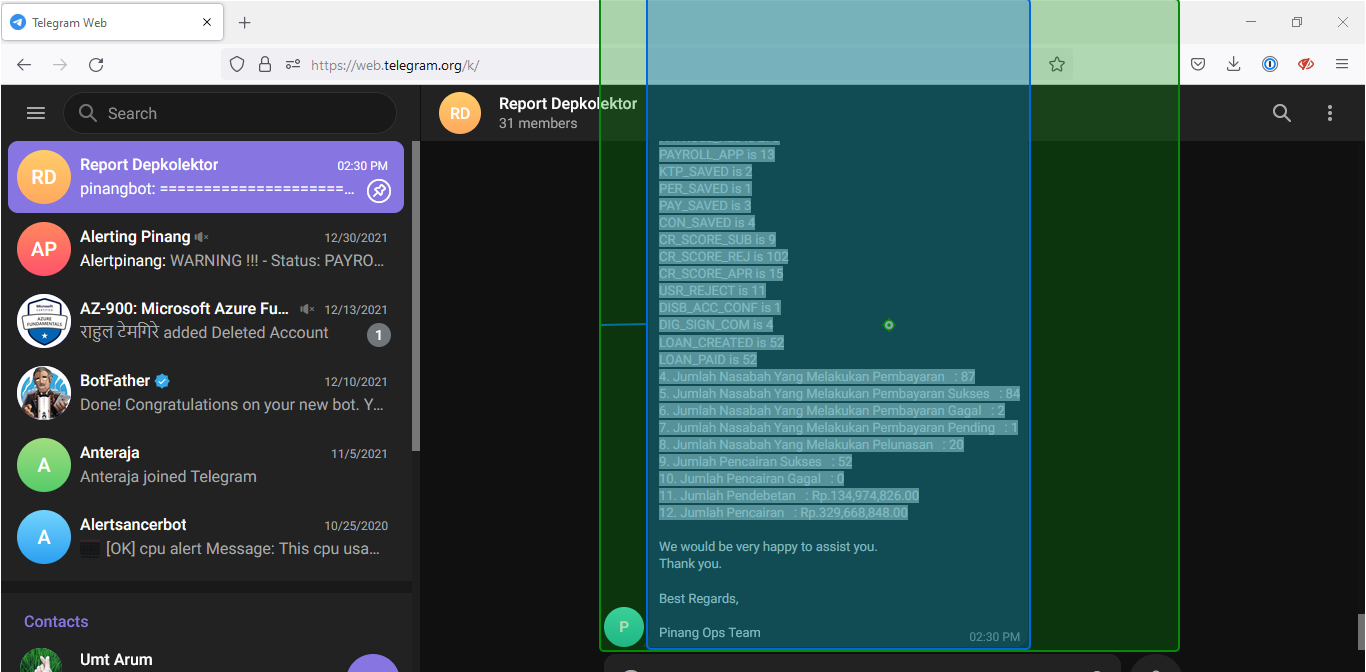 Telegram Web
https://web.telegram.org/k/
Search
RD
Report Depkolektor
31 members
RD
Report Depkolektor
02:30 PM
pinangbot: =====================...
AP
Alerting Pinang
12/30/2021
Alertpinang: WARNING !!! - Status: PAYRO...
AZ-900: Microsoft Azure Fu...
12/13/2021
राहुल टेमगिरे added Deleted Account
1
BotFather
12/10/2021
Done! Congratulations on your new bot. Y...
A
Anteraja
11/5/2021
Anteraja joined Telegram
A
Alertsancerbot
10/25/2020
[OK] cpu alert Message: This cpu usa...
Contacts
Umt Arum
PAYROLL_APP is 13
KTP_SAVED is 2
PER_SAVED is 1
PAY_SAVED is 3
CON_SAVED is 4
CR_SCORE_SUB is 9
CR_SCORE_REJ is 102
CR_SCORE_APR is 15
USR_REJECT is 11
DISB_ACC_CONF is 1
DIG_SIGN_COM is 4
LOAN_CREATED is 52
LOAN_PAID is 52
4. Jumlah Nasabah Yang Melakukan Pembayaran : 87
5. Jumlah Nasabah Yang Melakukan Pembayaran Sukses : 84
6. Jumlah Nasabah Yang Melakukan Pembayaran Gagal : 2
7. Jumlah Nasabah Yang Melakukan Pembayaran Pending : 1
8. Jumlah Nasabah Yang Melakukan Pelunasan : 20
9. Jumlah Pencairan Sukses : 52
10. Jumlah Pencairan Gagal : 0
11. Jumlah Pendebetan : Rp.134,974,826.00
12. Jumlah Pencairan : Rp.329,668,848.00
We would be very happy to assist you.
Thank you.
Best Regards,
Pinang Ops Team
02:30 PM
P